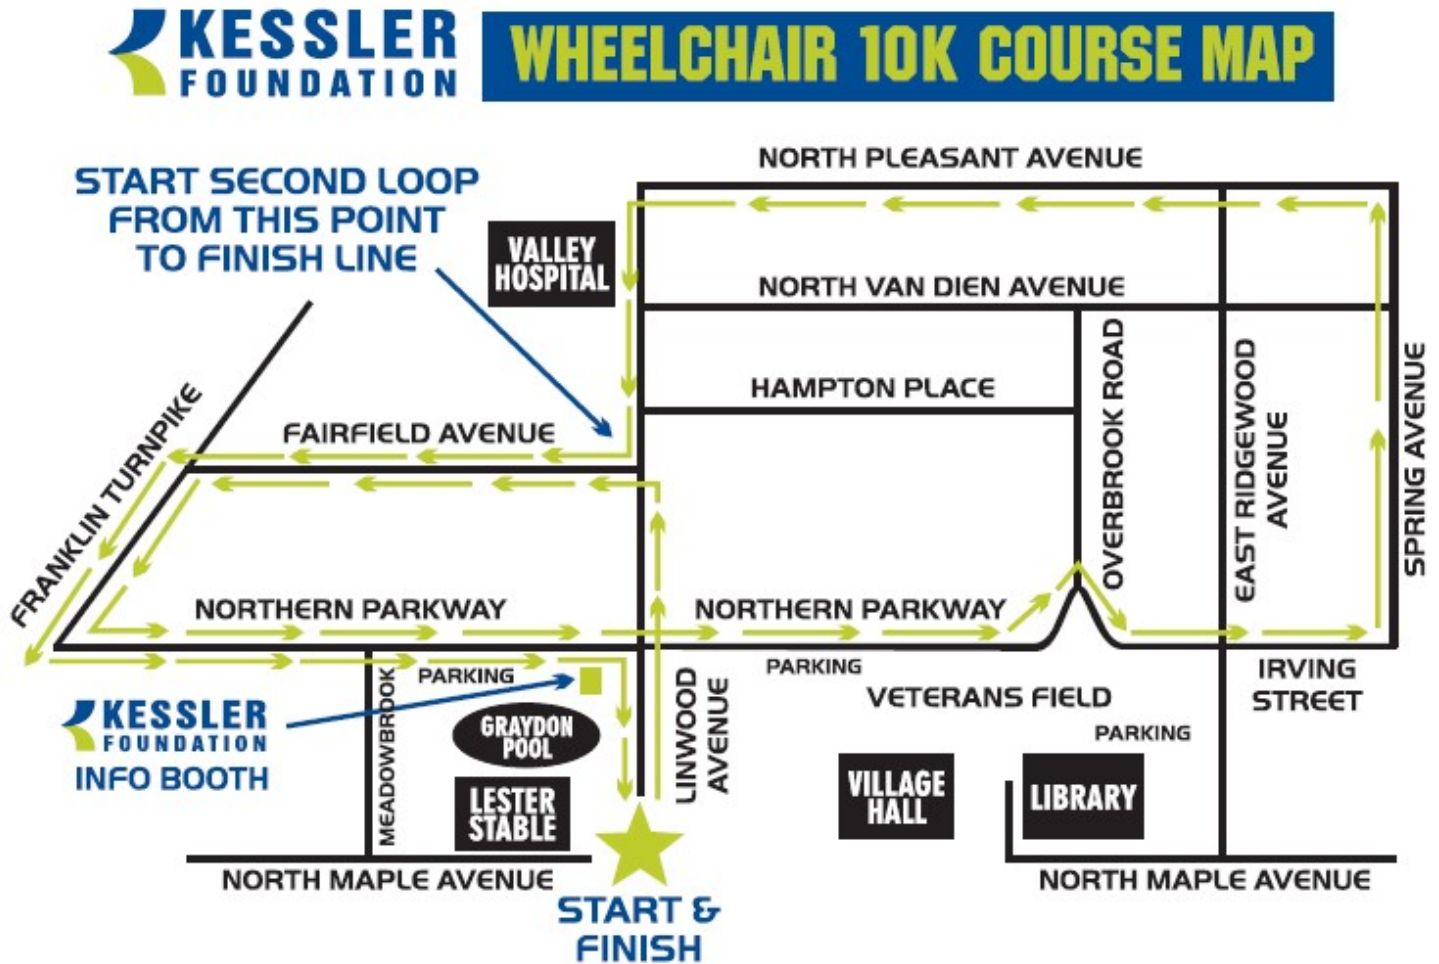 KESSLER
FOUNDATION
WHEELCHAIR 10K COURSE MAP
NORTH PLEASANT AVENUE
START SECOND LOOP
FROM THIS POINT
TO FINISH LINE
VALLEY
HOSPITAL
NORTH VAN DIEN AVENUE
HAMPTON PLACE
OVERBROOK ROAD
EAST RIDGEWOOD
AVENUE
SPRING AVENUE
FRANKLIN TURNPIKE
FAIRFIELD AVENUE
NORTHERN PARKWAY
NORTHERN PARKWAY
PARKING
PARKING
IRVING
STREET
KESSLER
FOUNDATION
INFO BOOTH
MEADOWBROOK
GRAYDON
POOL
LINWOOD
AVENUE
VETERANS FIELD
PARKING
LESTER
STABLE
VILLAGE
HALL
LIBRARY
NORTH MAPLE AVENUE
NORTH MAPLE AVENUE
START &
FINISH